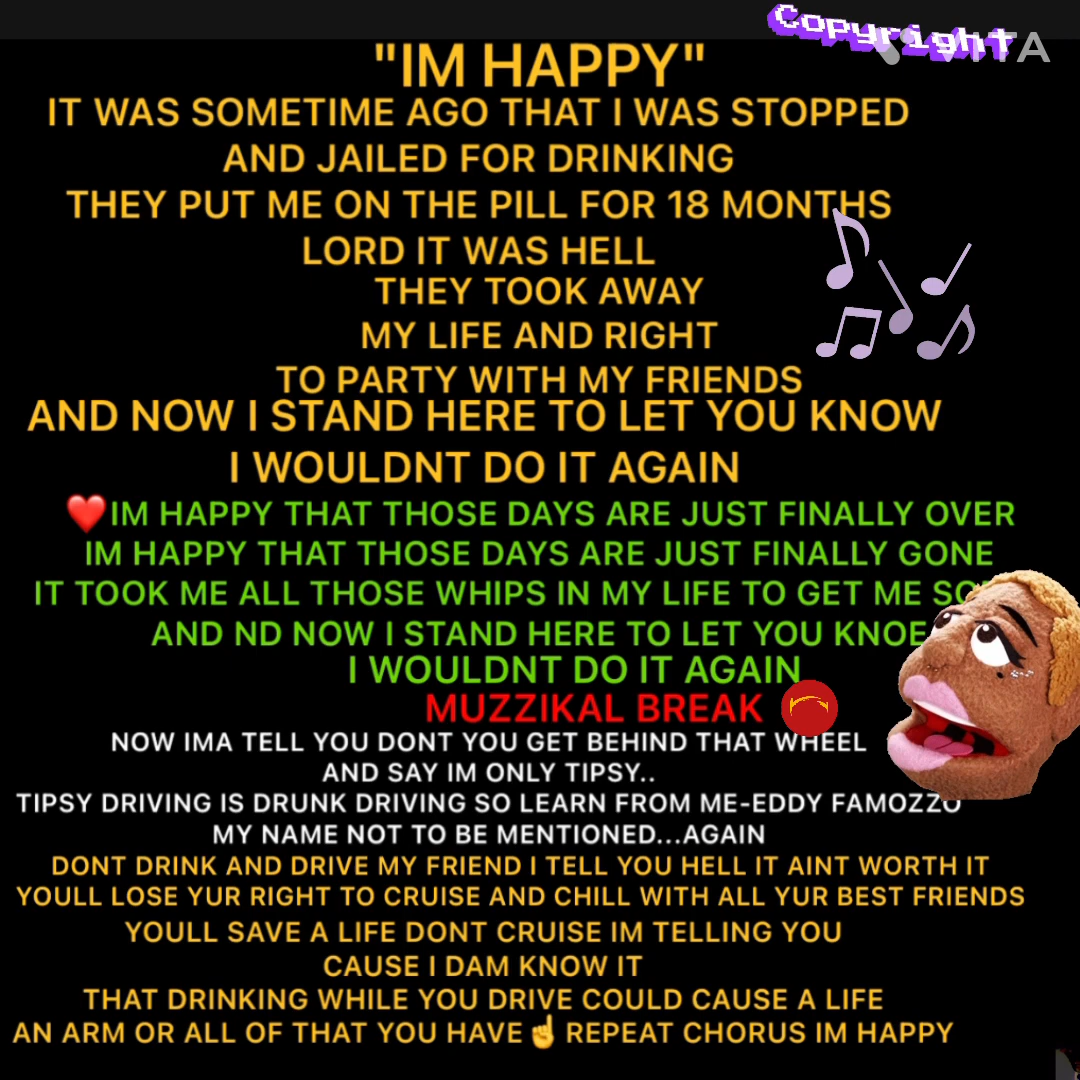 Copyright
VITA
"IM HAPPY"
IT WAS SOMETIME AGO THAT I WAS STOPPED
AND JAILED FOR DRINKING
THEY PUT ME ON THE PILL FOR 18 MONTHS
LORD IT WAS HELL
THEY TOOK AWAY
MY LIFE AND RIGHT
TO PARTY WITH MY FRIENDS
AND NOW I STAND HERE TO LET YOU KNOW
I WOULDNT DO IT AGAIN
❤️IM HAPPY THAT THOSE DAYS ARE JUST FINALLY OVER
IM HAPPY THAT THOSE DAYS ARE JUST FINALLY GONE
IT TOOK ME ALL THOSE WHIPS IN MY LIFE TO GET ME
AND ND NOW I STAND HERE TO LET YOU KNOE
I WOULDNT DO IT AGAIN
MUZZIKAL BREAK
NOW IMA TELL YOU DONT YOU GET BEHIND THAT WHEEL
AND SAY IM ONLY TIPSY..
TIPSY DRIVING IS DRUNK DRIVING SO LEARN FROM ME-EDDY FAMOZZO
MY NAME NOT TO BE MENTIONED...AGAIN
DONT DRINK AND DRIVE MY FRIEND I TELL YOU HELL IT AINT WORTH IT
YOULL LOSE YUR RIGHT TO CRUISE AND CHILL WITH ALL YUR BEST FRIENDS
YOULL SAVE A LIFE DONT CRUISE IM TELLING YOU
CAUSE I DAM KNOW IT
THAT DRINKING WHILE YOU DRIVE COULD CAUSE A LIFE
AN ARM OR ALL OF THAT YOU HAVE☝️REPEAT CHORUS IM HAPPY